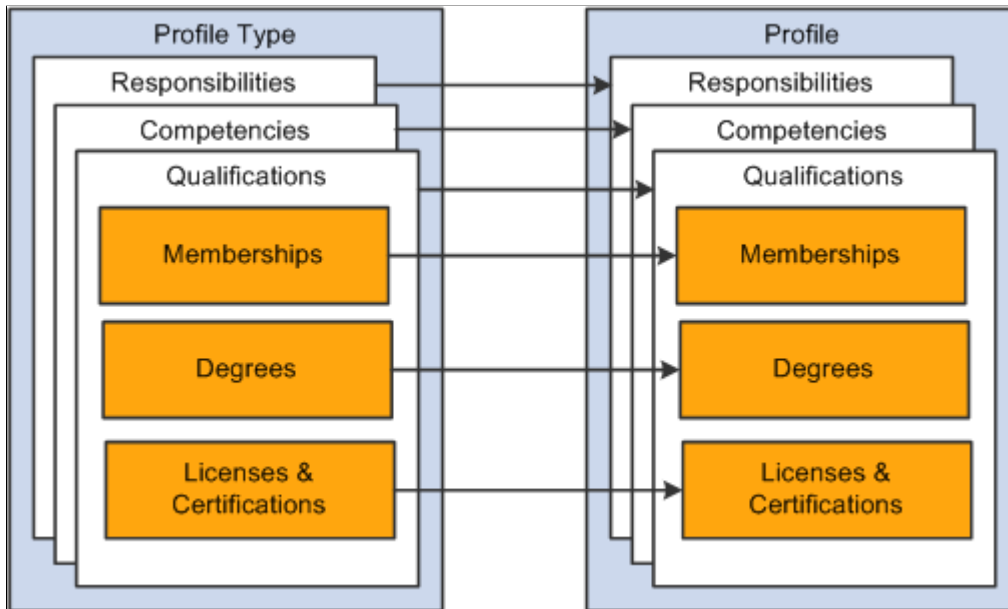 Profile Type
Responsibilities
Competencies
Qualifications
Memberships
Degrees
Licenses &
Certifications
Profile
Responsibilities
Competencies
Qualifications
Memberships
Degrees
Licenses &
Certifications